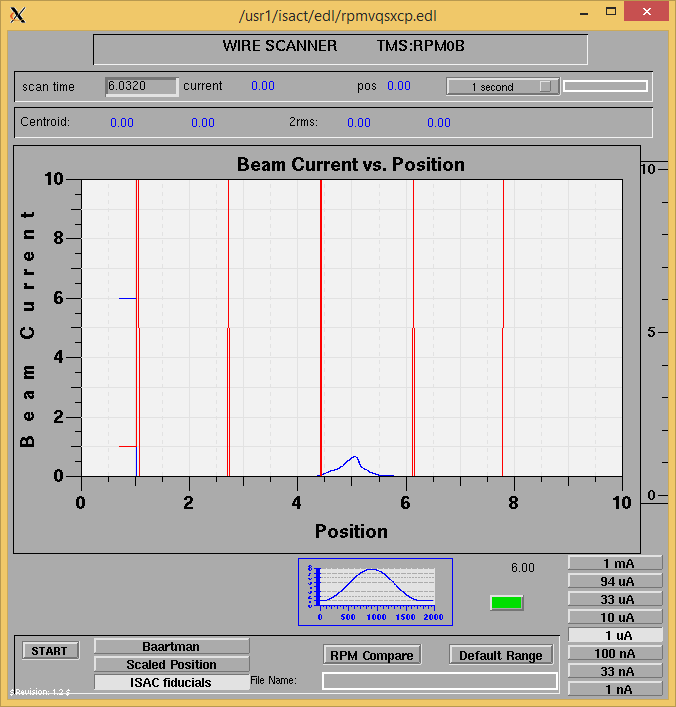 /usr1/isact/edl/rpmvqsxcp.edl
WIRE SCANNER TMS:RPM0B
scan time 6.0320 current 0.00 pos 0.00 1 second
Centroid: 0.00 0.00 2rms: 0.00 0.00
Beam Current vs. Position
10
8
6
4
2
0
Beam Current
0 2 4 6 8 10
Position
10
5
0
8
0 500 1000 1500 2000
6.00
1 mA
94 uA
33 uA
10 uA
1 uA
100 nA
33 nA
1 nA
START
Baartman
Scaled Position
ISAC fiducials
RPM Compare
Default Range
File Name:
$Revision: 1.2 $